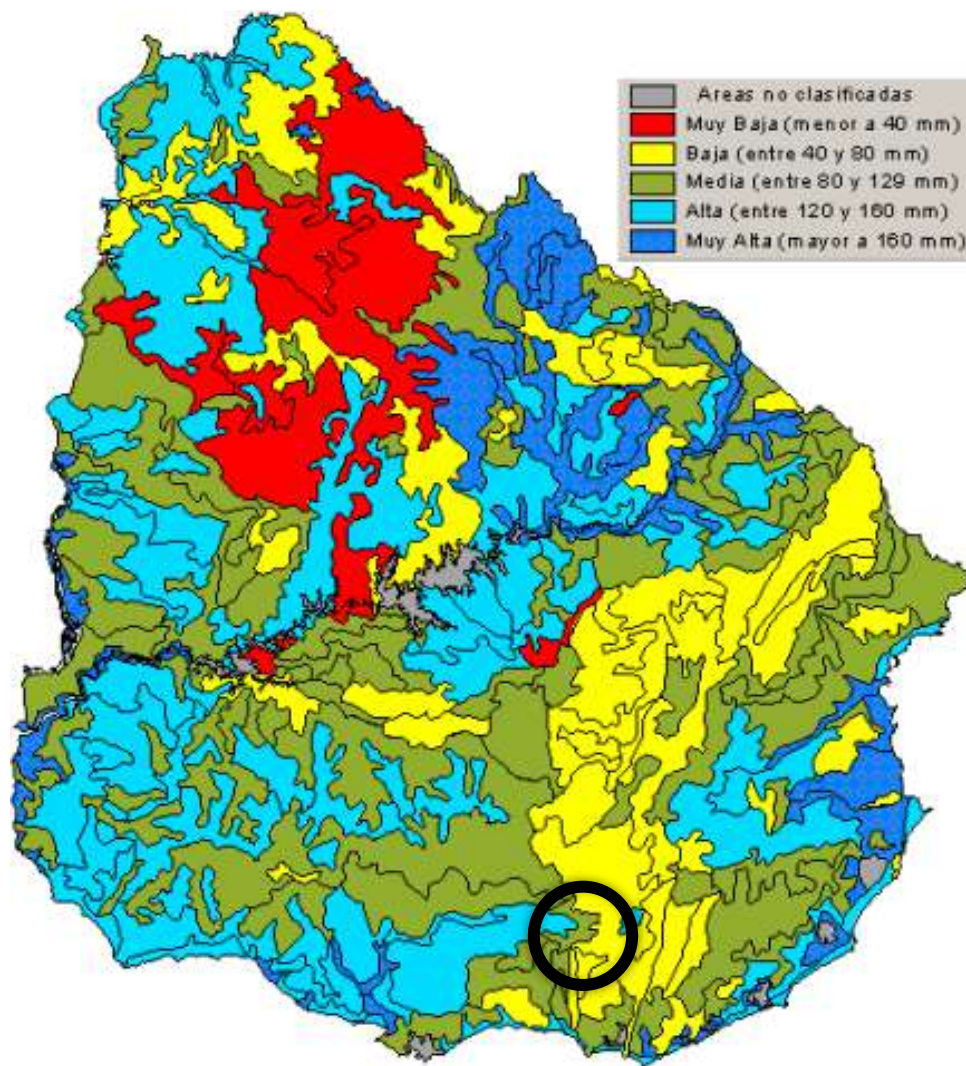 Areas no clasificadas
Muy Baja (menor a 40 mm)
Baja (entre 40 y 80 mm)
Media (entre 80 y 129 mm)
Alta (entre 120 y 160 mm)
Muy Alta (mayor a 160 mm)